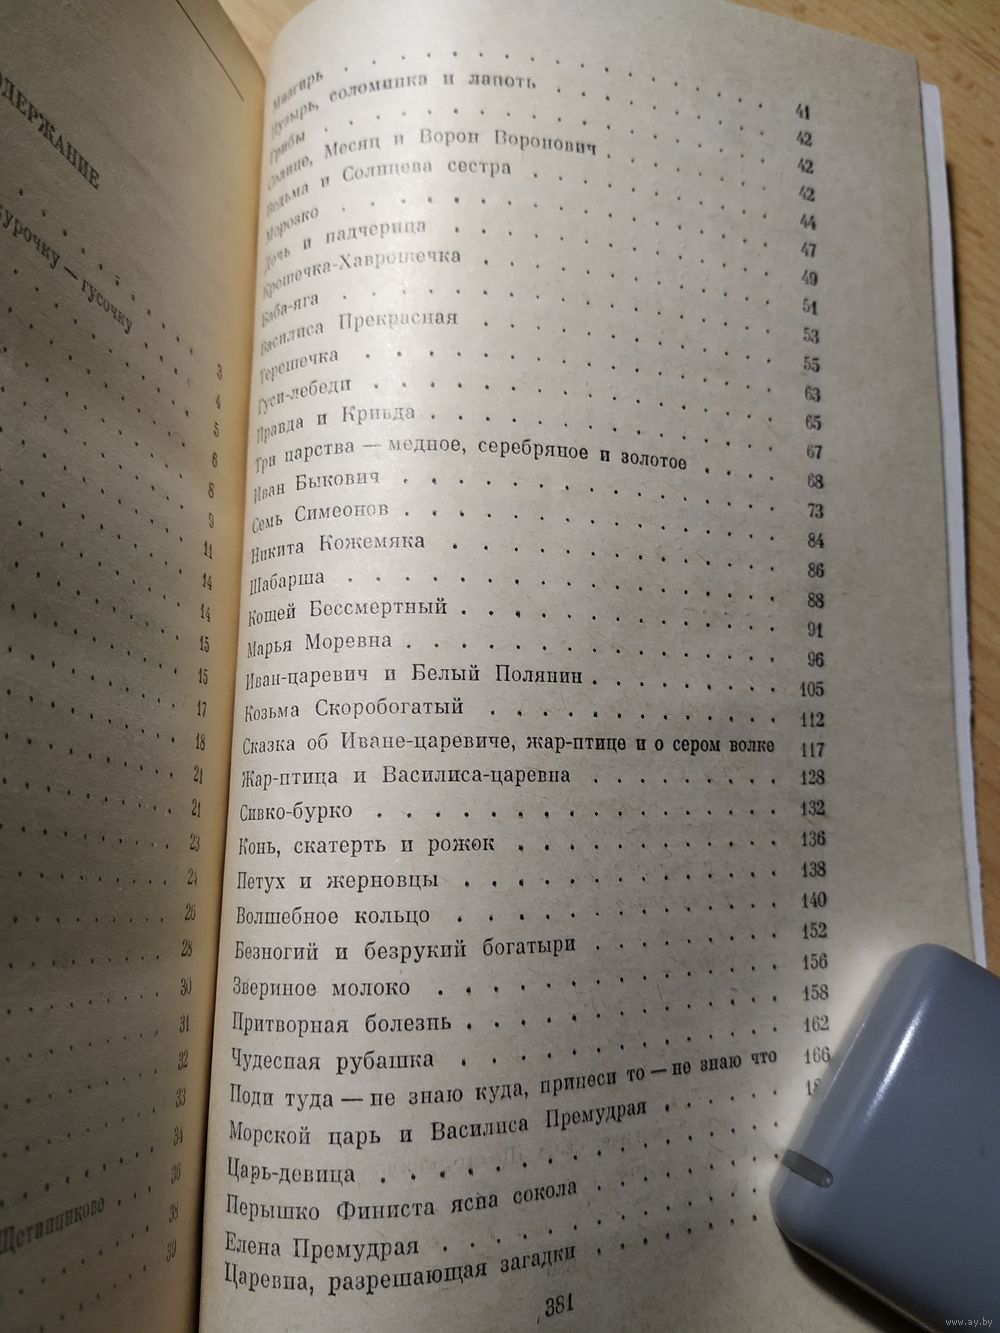 СОДЕРЖАНИЕ
курочку — гусочку
3
4
5
6
8
9
11
14
14
15
15
17
18
21
21
23
24
26
28
30
31
32
33
34
36
Щетинниково
38
39
Мизгирь 41
Пузырь, соломинка и лапоть 42
Грибы 42
Солнце, Месяц и Ворон Воронович 42
Ведьма и Солнцева сестра 44
Морозко 47
Дочь и падчерица 49
Крошечка-Хаврошечка 51
Баба-яга 53
Василиса Прекрасная 55
Терешечка 63
Гуси-лебеди 65
Правда и Кривда 67
Три царства — медное, серебряное и золотое 68
Иван Быкович 73
Семь Симеонов 84
Никита Кожемяка 86
Шабарша 88
Кощей Бессмертный 91
Марья Моревна 96
Иван-царевич и Белый Полянин 105
Козьма Скоробогатый 112
Сказка об Иване-царевиче, жар-птице и о сером волке 117
Жар-птица и Василиса-царевна 128
Сивко-бурко 132
Конь, скатерть и рожок 136
Петух и жерновцы 138
Волшебное кольцо 140
Безногий и безрукий богатыри 152
Звериное молоко 156
Притворная болезнь 158
Чудесная рубашка 162
Поди туда — не знаю куда, принеси то — не знаю что 166
Морской царь и Василиса Премудрая
Царь-девица
Перышко Финиста ясна сокола
Елена Премудрая
Царевна, разрешающая загадки
381
www.ay.by